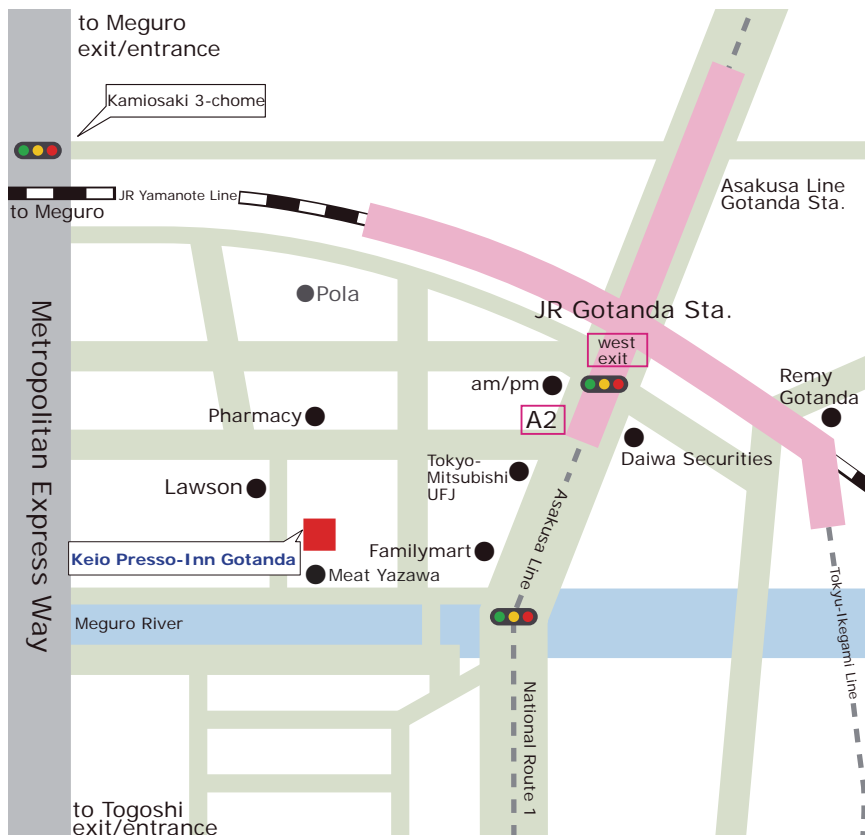 to Meguro
exit/entrance
Kamiosaki 3-chome
JR Yamanote Line
to Meguro
Asakusa Line
Gotanda Sta.
Pola
JR Gotanda Sta.
west
exit
am/pm
Remy
Gotanda
A2
Pharmacy
Daiwa Securities
Tokyo-
Mitsubishi
UFJ
Lawson
Metropolitan Express Way
Asakusa Line
Keio Presso-Inn Gotanda
Familymart
Meat Yazawa
Meguro River
Tokyu-Ikegami Line
National Route 1
to Togoshi
exit/entrance